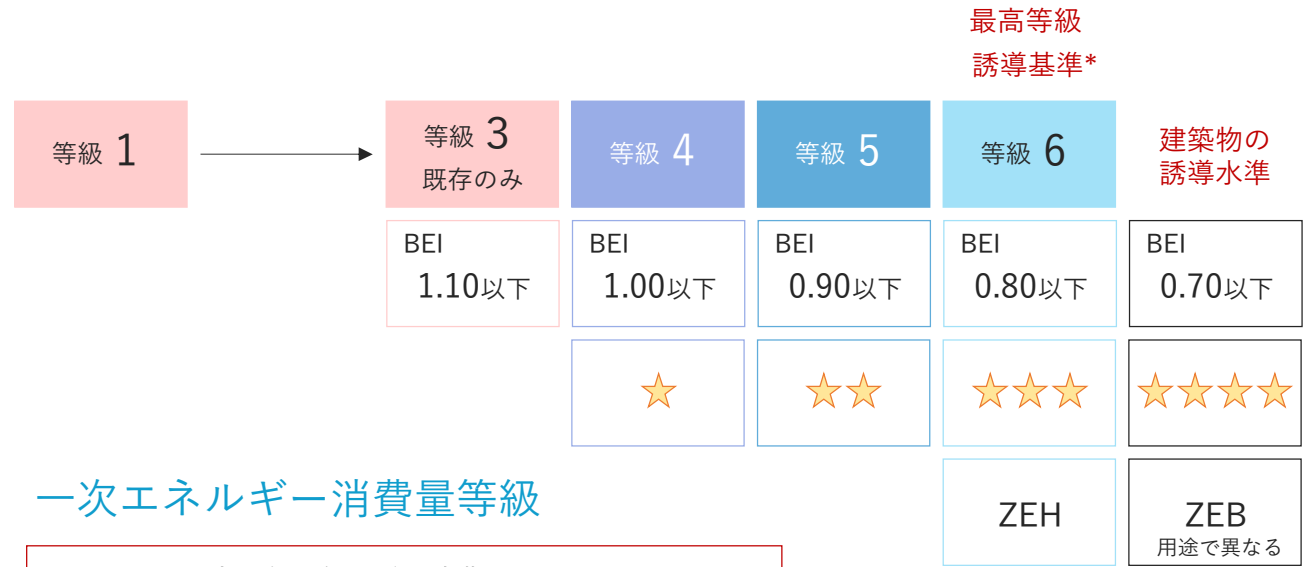 最高等級
誘導基準*
等級 1
等級 3
既存のみ
等級 4
等級 5
等級 6
建築物の
誘導水準
BEI
1.10以下
BEI
1.00以下
BEI
0.90以下
BEI
0.80以下
BEI
0.70以下
一次エネルギー消費量等級
ZEH
ZEB
用途で異なる